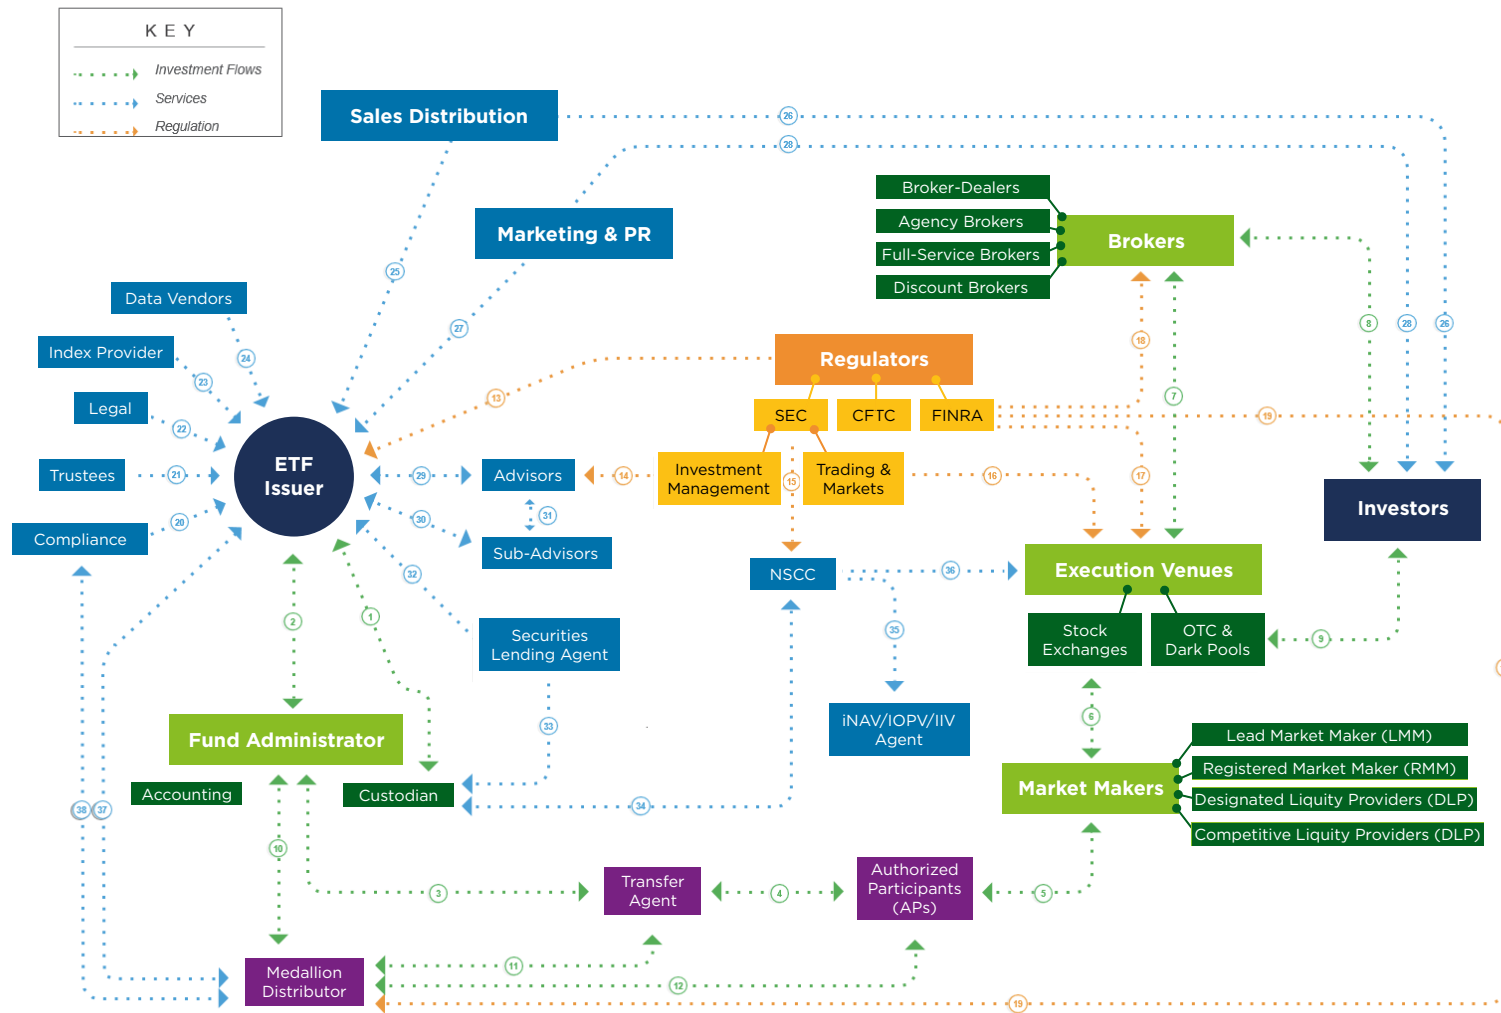 KEY
Investment Flows
Services
Regulation
Sales Distribution
26
28
Broker-Dealers
Agency Brokers
Full-Service Brokers
Discount Brokers
Brokers
Marketing & PR
25
27
Data Vendors
Index Provider
24
23
Legal
22
Trustees
21
Compliance
20
ETF
Issuer
13
Regulators
SEC
CFTC
FINRA
18
7
8
28
26
19
Investment
Management
Trading &
Markets
14
15
16
17
Advisors
29
30
31
Sub-Advisors
32
Investors
NSCC
36
Execution Venues
Stock
Exchanges
OTC &
Dark Pools
9
2
1
Securities
Lending Agent
35
33
iNAV/IOPV/IIV
Agent
6
Fund Administrator
Accounting
Custodian
34
38
37
10
Market Makers
Lead Market Maker (LMM)
Registered Market Maker (RMM)
Designated Liquity Providers (DLP)
Competitive Liquity Providers (DLP)
3
Transfer
Agent
4
Authorized
Participants
(APs)
5
Medallion
Distributor
11
12
19